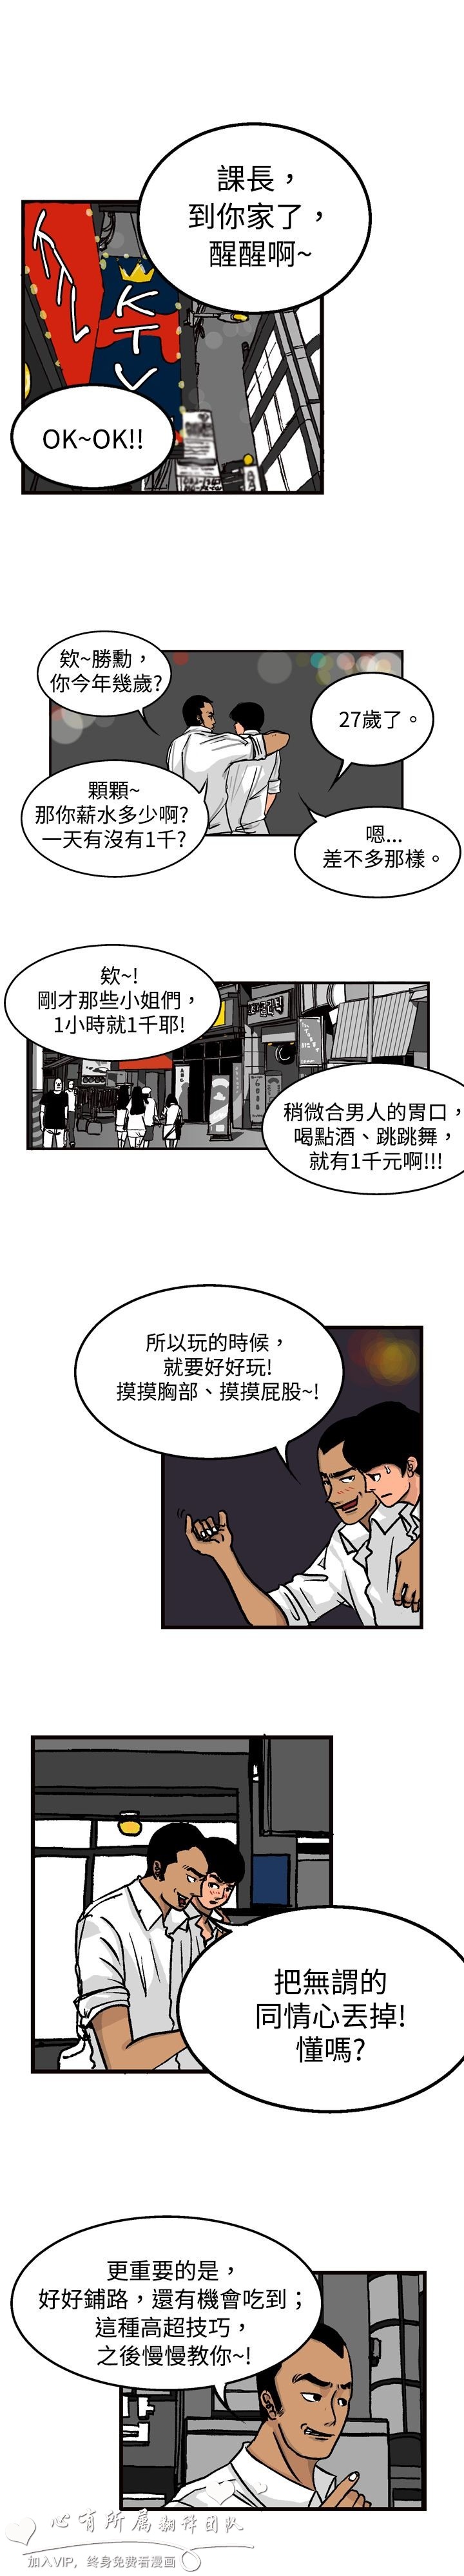 課長，
到你家了，
醒醒啊~
KTV
KTV
OK~OK!!
欸~勝勳，
你今年幾歲?
27歲了。
顆顆~
那你薪水多少啊?
一天有沒有1千?
嗯...
差不多那樣。
欸~!
剛才那些小姐們，
1小時就1千耶!
稍微合男人的胃口，
喝點酒、跳跳舞，
就有1千元啊!!!
所以玩的時候，
就要好好玩!
摸摸胸部、摸摸屁股~!
把無謂的
同情心丟掉!
懂嗎?
更重要的是，
好好鋪路，還有機會吃到；
這種高超技巧，
之後慢慢教你~!
心有所属翻译团队
加入VIP，终身免费看漫画